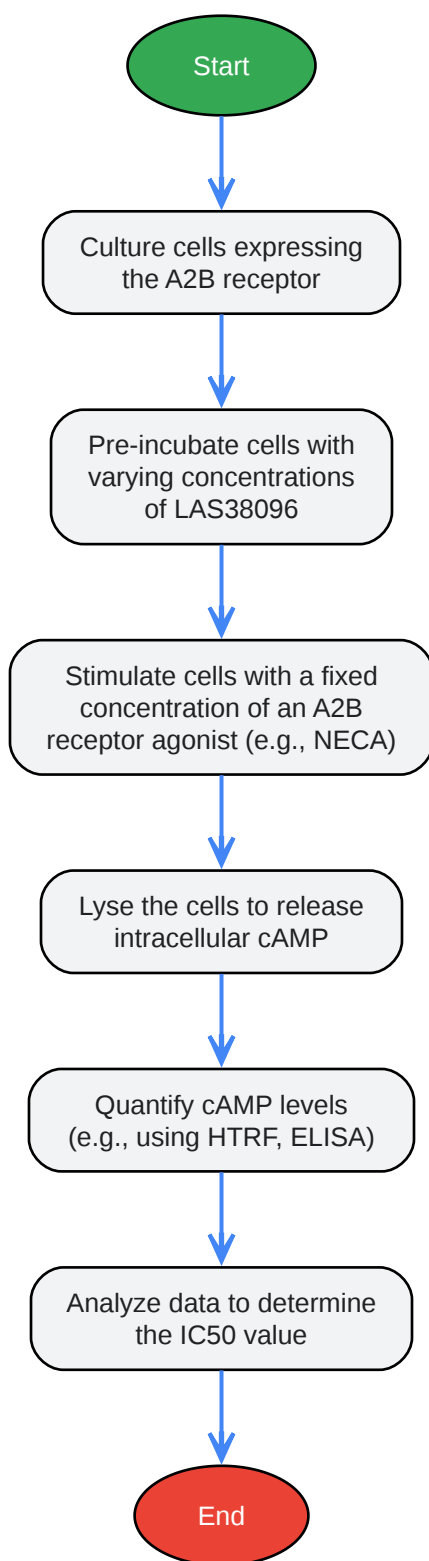 Start
Culture cells expressing
the A2B receptor
Pre-incubate cells with
varying concentrations
of LAS38096
Stimulate cells with a fixed
concentration of an A2B
receptor agonist (e.g., NECA)
Lyse the cells to release
intracellular cAMP
Quantify cAMP levels
(e.g., using HTRF, ELISA)
Analyze data to determine
the IC50 value
End